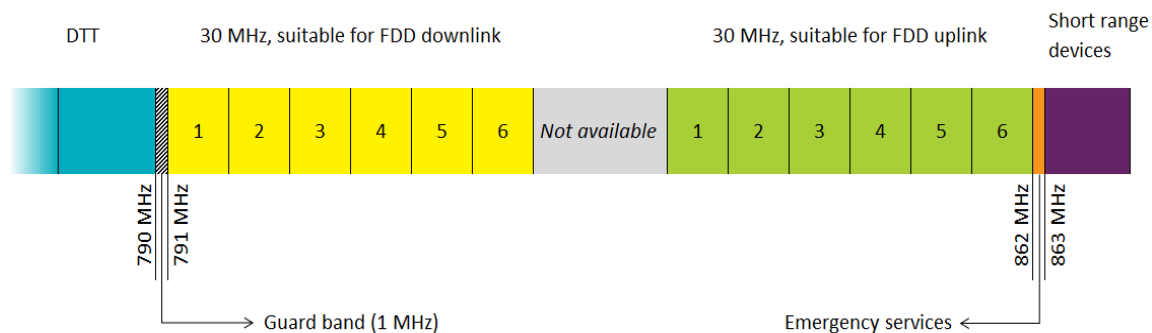 DTT
30 MHz, suitable for FDD downlink
30 MHz, suitable for FDD uplink
Short range
devices
1
2
3
4
5
6
Not available
1
2
3
4
5
6
790 MHz
791 MHz
862 MHz
863 MHz
Guard band (1 MHz)
Emergency services